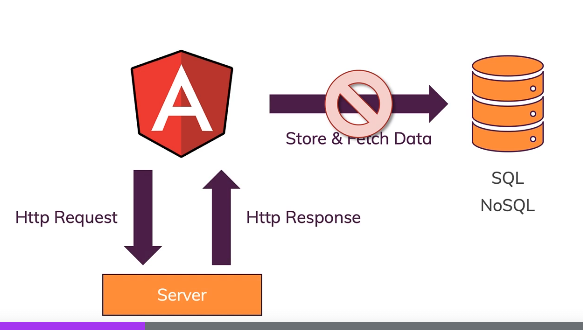 Store & Fetch Data
SQL
NoSQL
Http Request
Http Response
Server